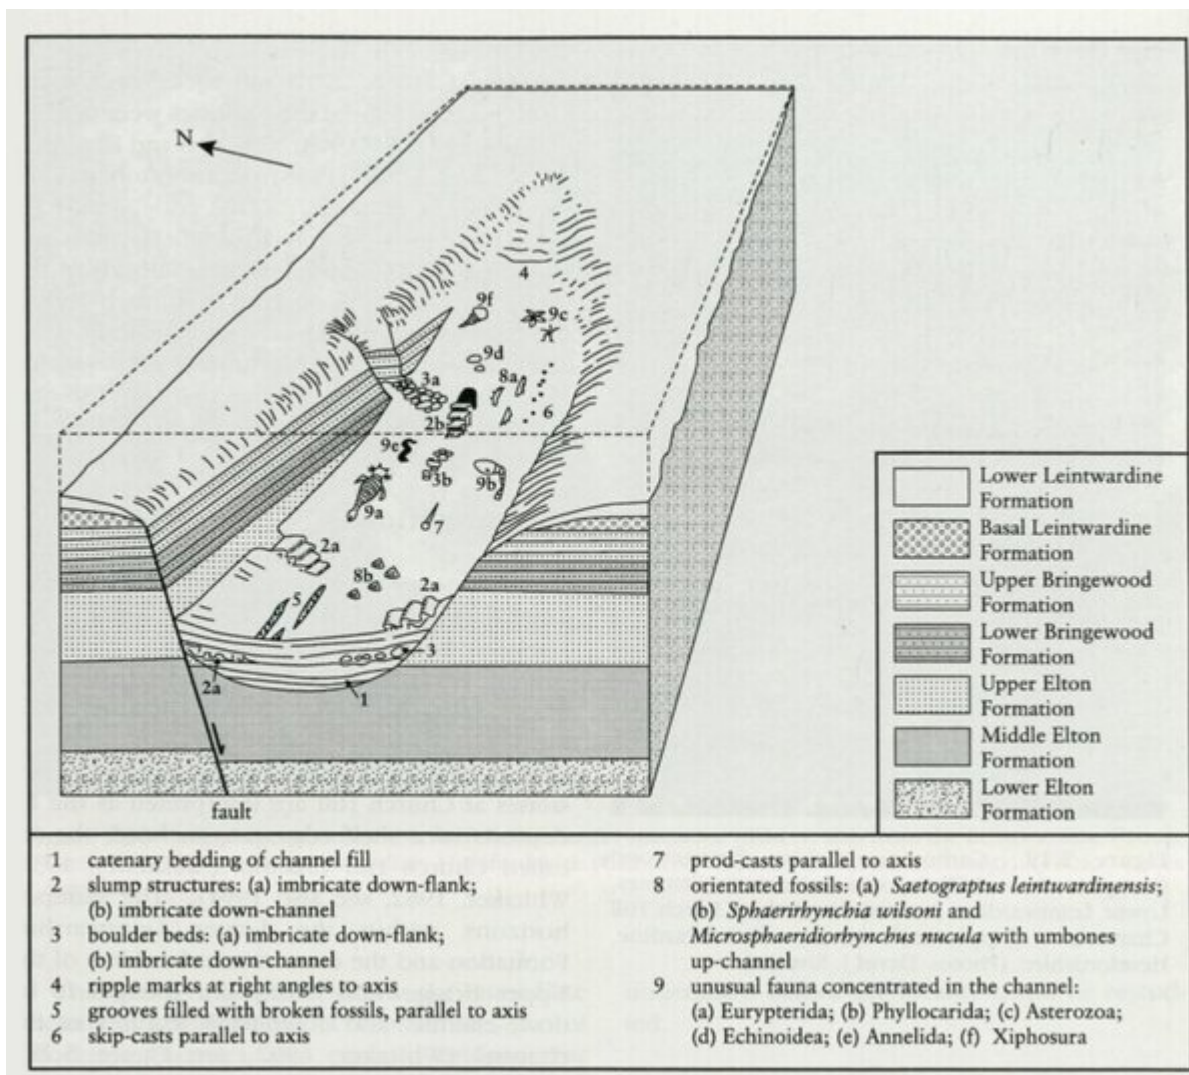 N
4
9f
9c
9d
3a
8a
6
2b
9e
3b
9b
9a
7
2a
8b
2a
5
3
2a
1
fault
Lower Leintwardine
Formation
Basal Leintwardine
Formation
Upper Bringewood
Formation
Lower Bringewood
Formation
Upper Elton
Formation
Middle Elton
Formation
Lower Elton
Formation
1 catenary bedding of channel fill
2 slump structures: (a) imbricate down-flank;
(b) imbricate down-channel
3 boulder beds: (a) imbricate down-flank;
(b) imbricate down-channel
4 ripple marks at right angles to axis
5 grooves filled with broken fossils, parallel to axis
6 skip-casts parallel to axis
7 prod-casts parallel to axis
8 orientated fossils: (a) Saetograptus leintwardinensis;
(b) Sphaerirhynchia wilsoni and
Microsphaeridiorhynchus nucula with umbones
up-channel
9 unusual fauna concentrated in the channel:
(a) Eurypterida; (b) Phyllocarida; (c) Asterozoa;
(d) Echinoidea; (e) Annelida; (f) Xiphosura